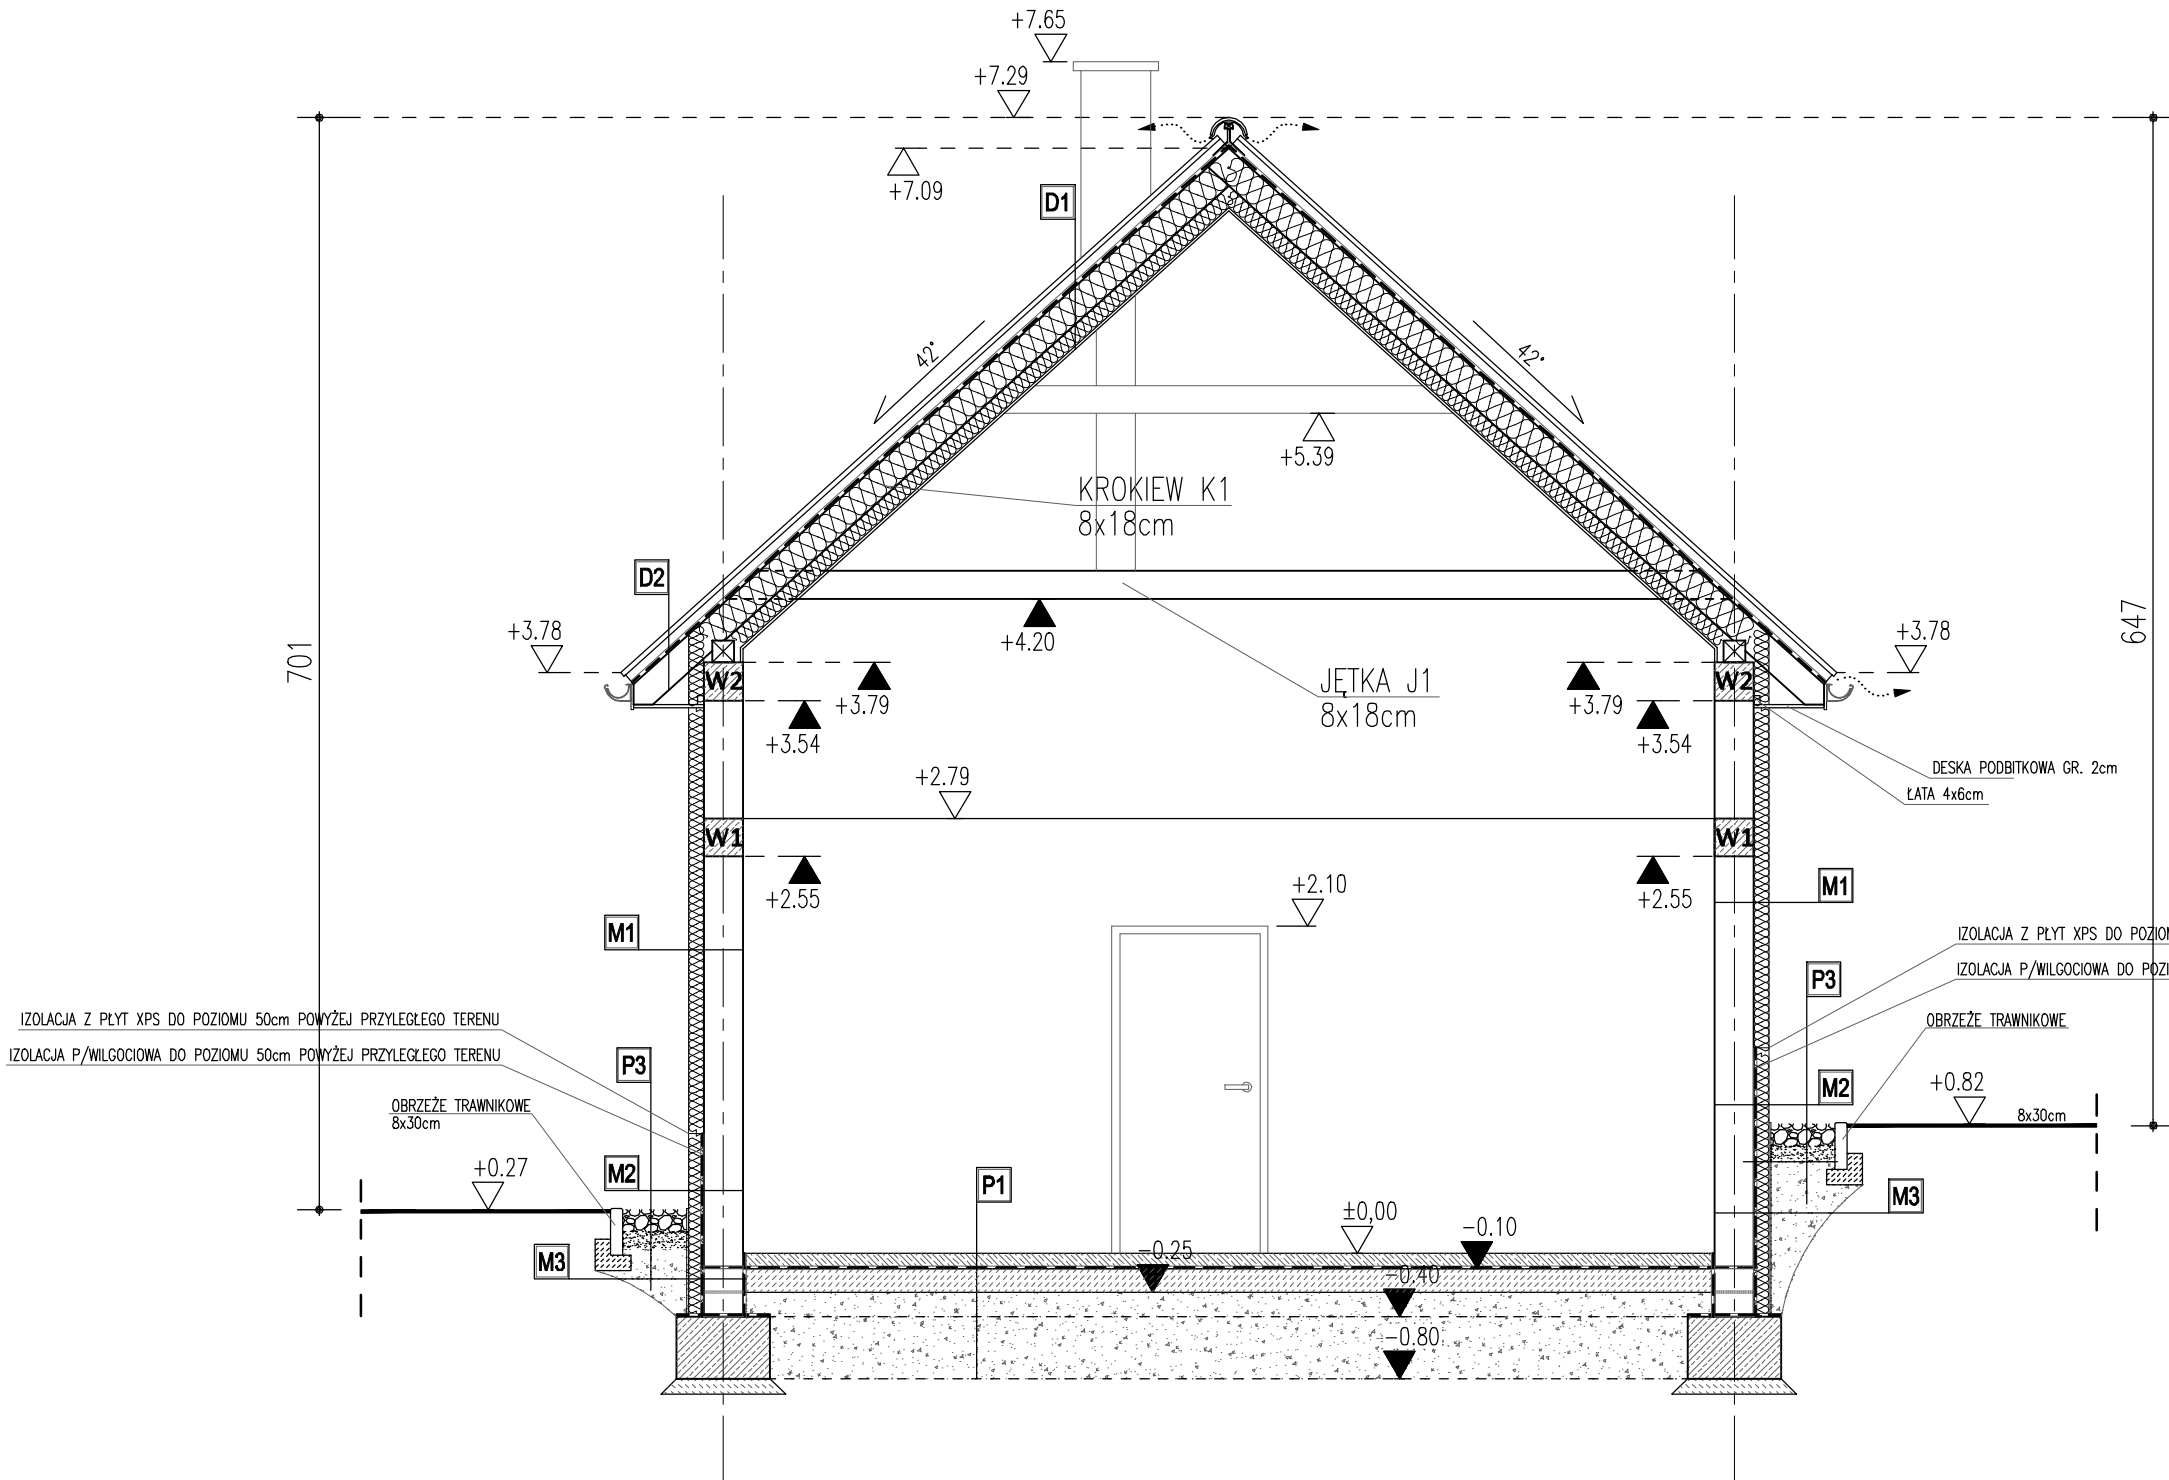 +7.65
+7.29
+7.09
D1
42°
42°
+5.39
KROKIEW K1
8x18cm
D2
+3.78
+4.20
+3.78
701
647
W2
+3.79
+3.54
JĘTKA J1
8x18cm
+3.79
W2
+3.54
DESKA PODBITKOWA GR. 2cm
ŁATA 4x6cm
+2.79
W1
+2.55
W1
+2.55
+2.10
M1
M1
IZOLACJA Z PŁYT XPS DO
IZOLACJA P/WILGOCIOWA DO
P3
OBRZEŻE TRAWNIKOWE
IZOLACJA Z PŁYT XPS DO POZIOMU 50cm POWYŻEJ PRZYLEGŁEGO TERENU
IZOLACJA P/WILGOCIOWA DO POZIOMU 50cm POWYŻEJ PRZYLEGŁEGO TERENU
P3
OBRZEŻE TRAWNIKOWE
8x30cm
M2
+0.82
8x30cm
+0.27
M2
P1
M3
±0,00
-0.10
M3
-0.25
-0.40
-0.80